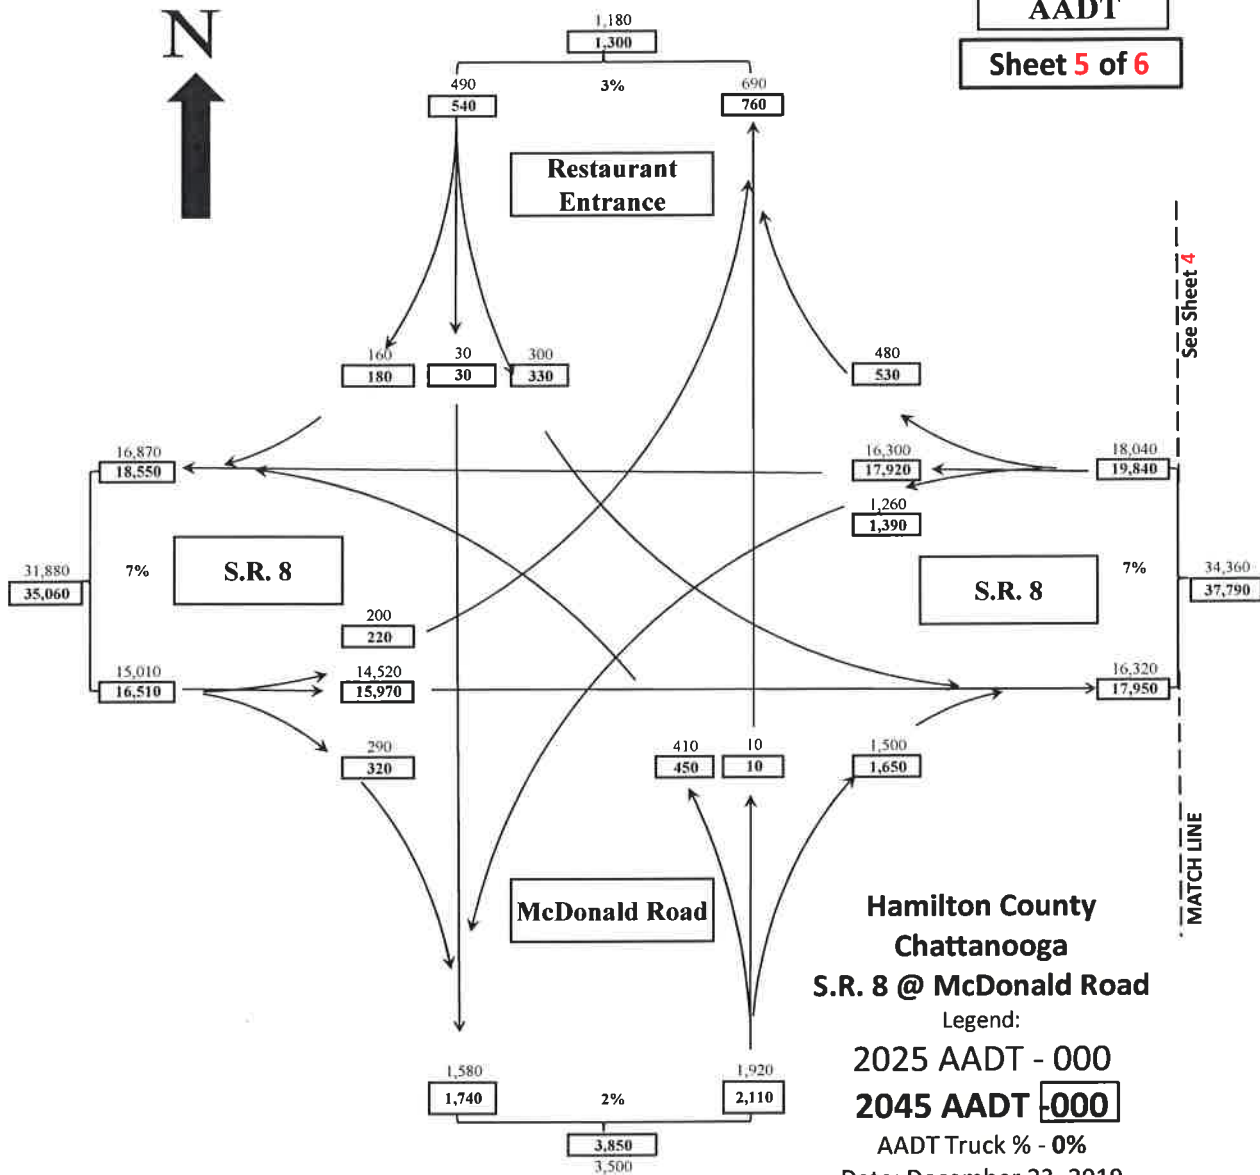 N
AADT
Sheet 5 of 6
1,180
1,300
3%
490
540
690
760
Restaurant
Entrance
See Sheet 4
160
180
30
30
300
330
480
530
16,870
18,550
16,300
17,920
18,040
19,840
1,260
1,390
31,880
35,060
7%
S.R. 8
S.R. 8
7%
34,360
37,790
200
220
15,010
16,510
14,520
15,970
16,320
17,950
290
320
410
450
10
10
1,500
1,650
MATCH LINE
McDonald Road
Hamilton County
Chattanooga
S.R. 8 @ McDonald Road
Legend:
2025 AADT - 000
2045 AADT -000
AADT Truck % - 0%
Date: December 23, 2019
1,580
1,740
2%
1,920
2,110
3,850
3,500